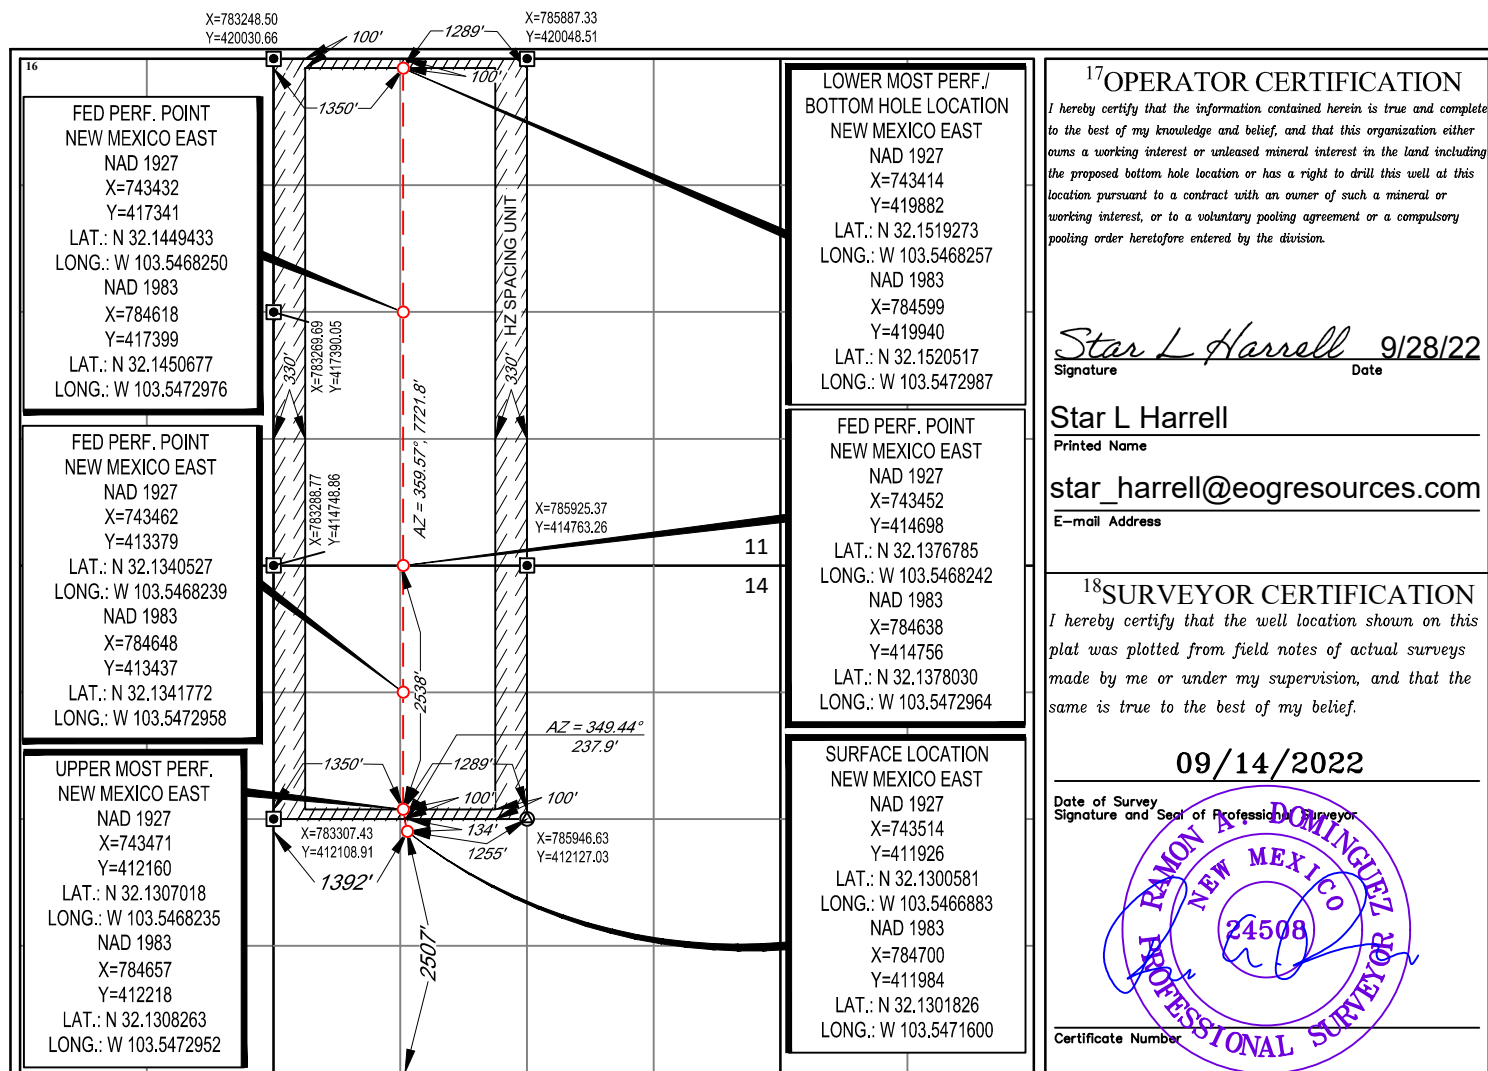 X=783248.50
Y=420030.66
100'
1289'
X=785887.33
Y=420048.51
16
100'
1350'
FED PERF. POINT
NEW MEXICO EAST
NAD 1927
X=743432
Y=417341
LAT.: N 32.1449433
LONG.: W 103.5468250
NAD 1983
X=784618
Y=417399
LAT.: N 32.1450677
LONG.: W 103.5472976
FED PERF. POINT
NEW MEXICO EAST
NAD 1927
X=743462
Y=413379
LAT.: N 32.1340527
LONG.: W 103.5468239
NAD 1983
X=784648
Y=413437
LAT.: N 32.1341772
LONG.: W 103.5472958
UPPER MOST PERF.
NEW MEXICO EAST
NAD 1927
X=743471
Y=412160
LAT.: N 32.1307018
LONG.: W 103.5468235
NAD 1983
X=784657
Y=412218
LAT.: N 32.1308263
LONG.: W 103.5472952
330'
X=783269.69
Y=417390.05
X=783288.77
Y=414748.86
AZ = 359.57°, 7721.8'
HZ SPACING UNIT
330'
X=785925.37
Y=414763.26
11
14
2538'
AZ = 349.44°
237.9'
1350'
1289'
100'
100'
134'
1255'
X=783307.43
Y=412108.91
X=785946.63
Y=412127.03
1392'
2507'
LOWER MOST PERF./
BOTTOM HOLE LOCATION
NEW MEXICO EAST
NAD 1927
X=743414
Y=419882
LAT.: N 32.1519273
LONG.: W 103.5468257
NAD 1983
X=784599
Y=419940
LAT.: N 32.1520517
LONG.: W 103.5472987
FED PERF. POINT
NEW MEXICO EAST
NAD 1927
X=743452
Y=414698
LAT.: N 32.1376785
LONG.: W 103.5468242
NAD 1983
X=784638
Y=414756
LAT.: N 32.1378030
LONG.: W 103.5472964
SURFACE LOCATION
NEW MEXICO EAST
NAD 1927
X=743514
Y=411926
LAT.: N 32.1300581
LONG.: W 103.5466883
NAD 1983
X=784700
Y=411984
LAT.: N 32.1301826
LONG.: W 103.5471600
17OPERATOR CERTIFICATION
I hereby certify that the information contained herein is true and complete
to the best of my knowledge and belief, and that this organization either
owns a working interest or unleased mineral interest in the land including
the proposed bottom hole location or has a right to drill this well at this
location pursuant to a contract with an owner of such a mineral or
working interest, or to a voluntary pooling agreement or a compulsory
pooling order heretofore entered by the division.
Star L Harrell 9/28/22
Signature Date
Star L Harrell
Printed Name
star_harrell@eogresources.com
E-mail Address
18SURVEYOR CERTIFICATION
I hereby certify that the well location shown on this
plat was plotted from field notes of actual surveys
made by me or under my supervision, and that the
same is true to the best of my belief.
09/14/2022
Date of Survey
Signature and Seal of Professional Surveyor
RAMON A. DOMINGUEZ
NEW MEXICO
24508
PROFESSIONAL SURVEYOR
Certificate Number